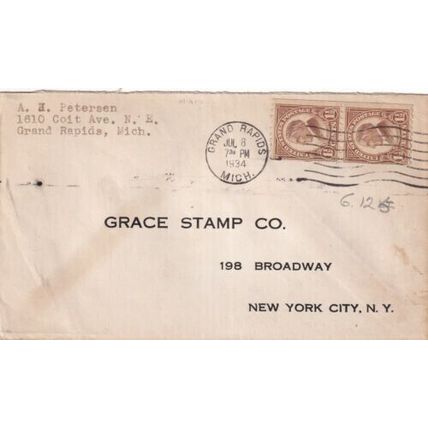 A. H. Petersen
1610 Coit Ave. N. E.
Grand Rapids, Mich.
GRAND RAPIDS
JUL 8
7 PM
1934
MICH.
6.12
GRACE STAMP CO.
198 BROADWAY
NEW YORK CITY, N. Y.